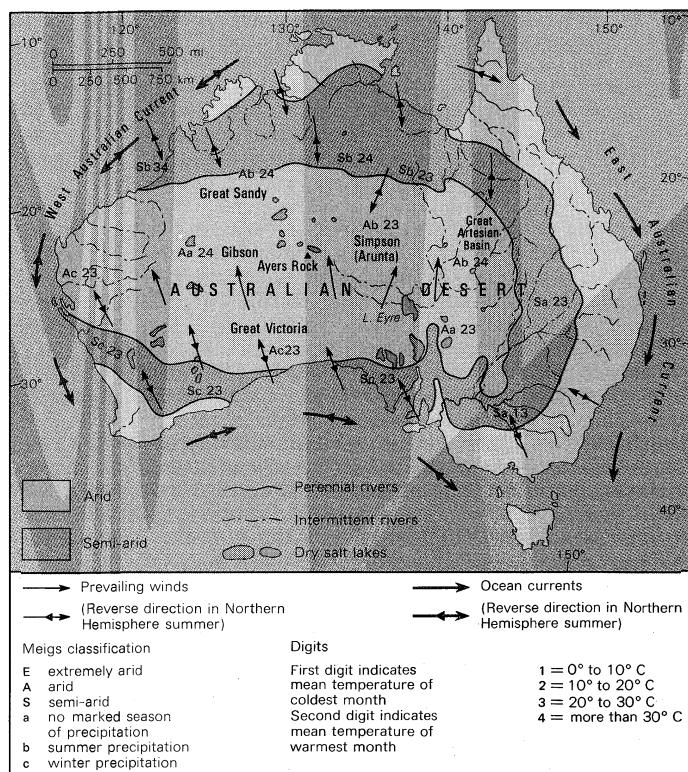 10°
120°
130°
140°
150°
10°
0 250 500 mi
0 250 500 750 km
West Australian Current
Sb 34
Ab 24
Sb 24
Sb 23
East Australian Current
20°
Great Sandy
Ab 23
20°
Great
Artesian
Basin
Ab 24
Simpson
(Arunta)
Aa 24
Gibson
Ayers Rock
Ac 23
AUSTRALIAN DESERT
Sa 23
L. Eyre
Great Victoria
Aa 23
Ac23
Sc 23
Sc 23
Sc 23
30°
30°
Sa 13
Arid
Semi-arid
Perennial rivers
Intermittent rivers
Dry salt lakes
40°
150°
Prevailing winds
(Reverse direction in Northern
Hemisphere summer)
Ocean currents
(Reverse direction in Northern
Hemisphere summer)
Meigs classification
E extremely arid
A arid
S semi-arid
a no marked season
of precipitation
b summer precipitation
c winter precipitation
Digits
First digit indicates
mean temperature of
coldest month
Second digit indicates
mean temperature of
warmest month
1 = 0° to 10° C
2 = 10° to 20° C
3 = 20° to 30° C
4 = more than 30° C